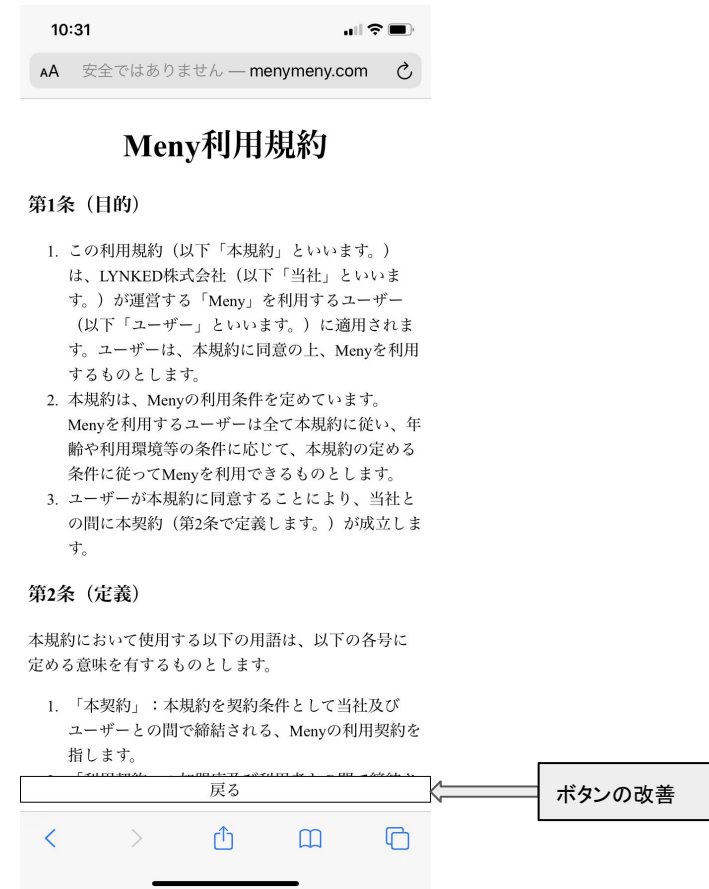 10:31
AA 安全ではありません — menymeny.com
Meny利用規約
第1条（目的）
1. この利用規約（以下「本規約」といいます。）
は、LYNKED株式会社（以下「当社」といいま
す。）が運営する「Meny」を利用するユーザー
（以下「ユーザー」といいます。）に適用されま
す。ユーザーは、本規約に同意の上、Menyを利用
するものとします。
2. 本規約は、Menyの利用条件を定めています。
Menyを利用するユーザーは全て本規約に従い、年
齢や利用環境等の条件に応じて、本規約の定める
条件に従ってMenyを利用できるものとします。
3. ユーザーが本規約に同意することにより、当社と
の間に本契約（第2条で定義します。）が成立しま
す。
第2条（定義）
本規約において使用する以下の用語は、以下の各号に
定める意味を有するものとします。
1. 「本契約」：本規約を契約条件として当社及び
ユーザーとの間で締結される、Menyの利用契約を
指します。
戻る
ボタンの改善